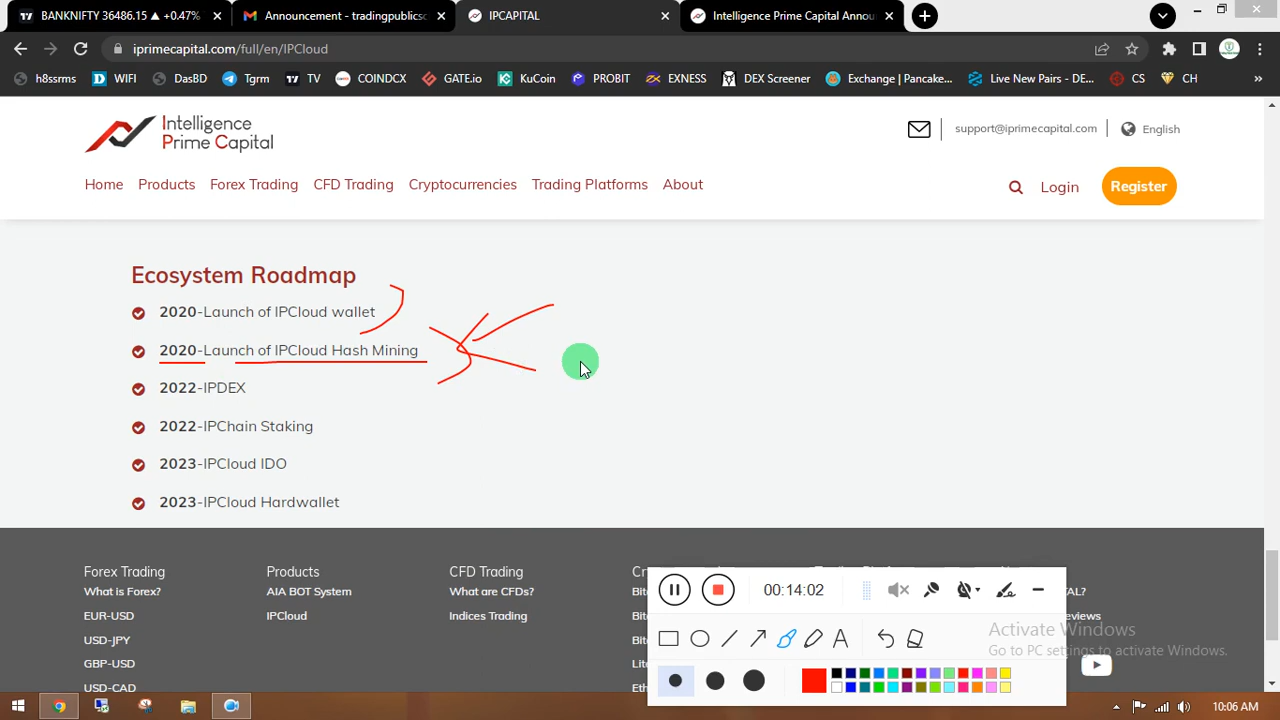 BANKNIFTY 36486.15 ▲ +0.47%
Announcement - tradingpublicsc
IPCAPITAL
Intelligence Prime Capital Annou
iprimecapital.com/full/en/IPCloud
h8ssrms WIFI DasBD Tgrm TV COINDCX GATE.io KuCoin PROBIT EXNESS DEX Screener Exchange | Pancake... Live New Pairs - DE... CS CH »
Intelligence
Prime Capital
support@iprimecapital.com English
Home Products Forex Trading CFD Trading Cryptocurrencies Trading Platforms About Login Register
Ecosystem Roadmap
2020-Launch of IPCloud wallet
2020-Launch of IPCloud Hash Mining
2022-IPDEX
2022-IPChain Staking
2023-IPCloud IDO
2023-IPCloud Hardwallet
Forex Trading Products CFD Trading
What is Forex? AIA BOT System What are CFDs?
EUR-USD IPCloud Indices Trading
USD-JPY
GBP-USD
USD-CAD
00:14:02
A
Activate Windows
Go to PC settings to activate Windows.
10:06 AM